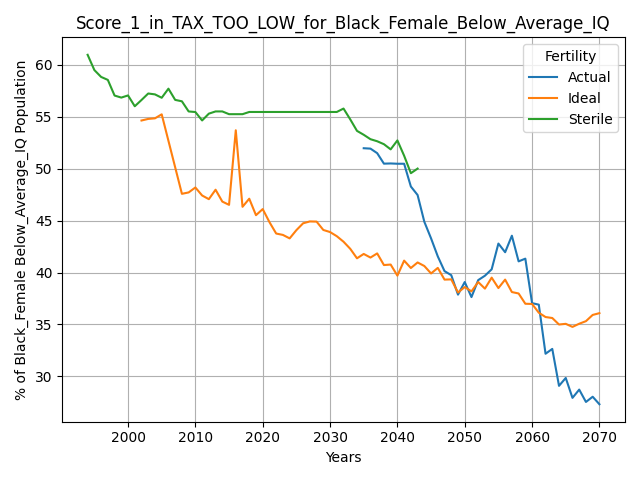 Score_1_in_TAX_TOO_LOW_for_Black_Female_Below_Average_IQ
Fertility
Actual
Ideal
Sterile
% of Black_Female Below_Average_IQ Population
60
55
50
45
40
35
30
2000
2010
2020
2030
2040
2050
2060
2070
Years